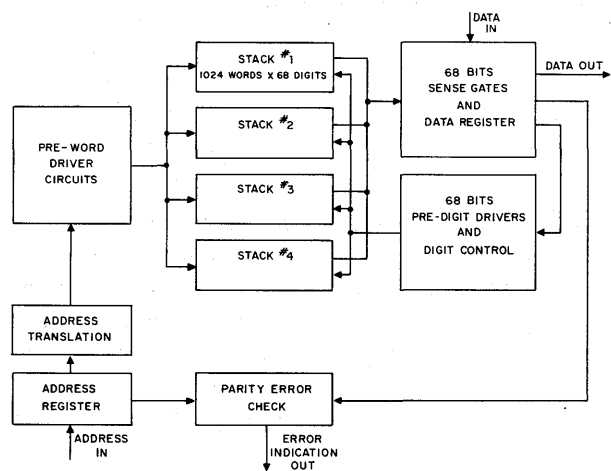 DATA
IN
STACK #1
1024 WORDS X 68 DIGITS
68 BITS
SENSE GATES
AND
DATA REGISTER
DATA OUT
PRE-WORD
DRIVER
CIRCUITS
STACK #2
STACK #3
68 BITS
PRE-DIGIT DRIVERS
AND
DIGIT CONTROL
STACK #4
ADDRESS
TRANSLATION
ADDRESS
REGISTER
PARITY ERROR
CHECK
ADDRESS
IN
ERROR
INDICATION
OUT